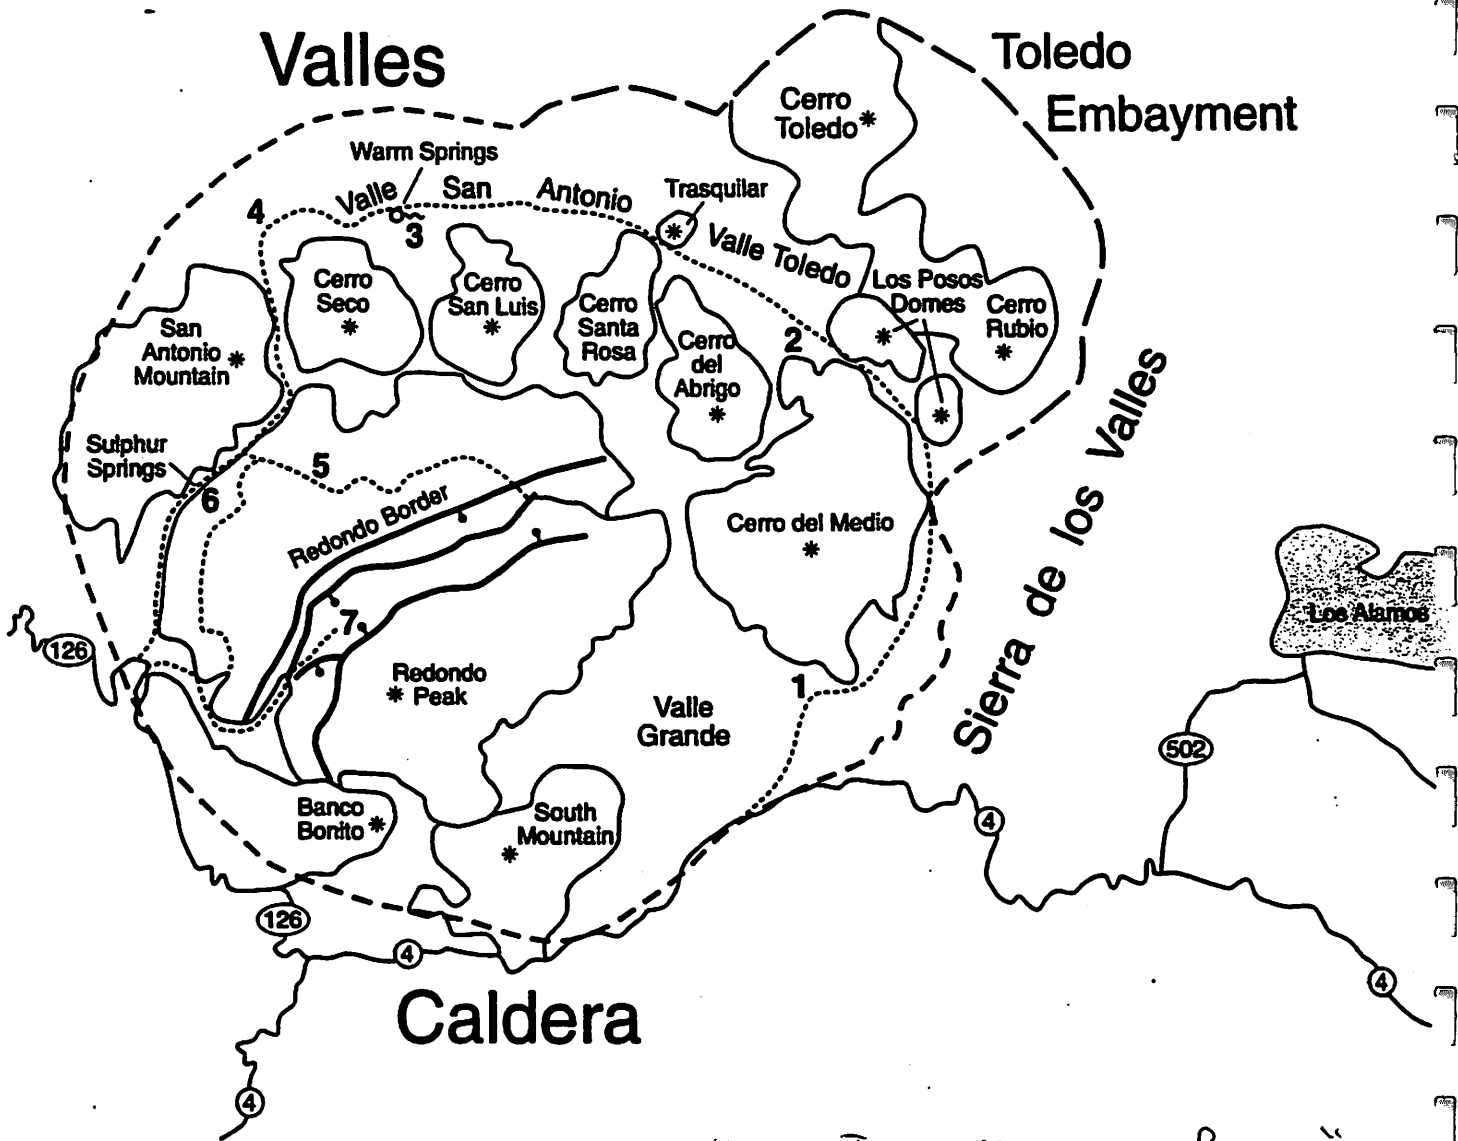 Valles
Toledo
Embayment
Cerro
Toledo
Warm Springs
Valle San Antonio
Trasquilar
4
3
Valle Toledo
Cerro
Seco
Cerro
San Luis
Cerro
Santa
Rosa
Los Posos
Domes
Cerro
Rubio
San
Antonio
Mountain
Cerro
del
Abrigo
2
Sulphur
Springs
5
6
Redondo Border
Cerro del Medio
Sierra de los Valles
Los Alamos
126
7
Redondo
Peak
1
Valle
Grande
502
Banco
Bonito
South
Mountain
4
126
4
4
Caldera
4